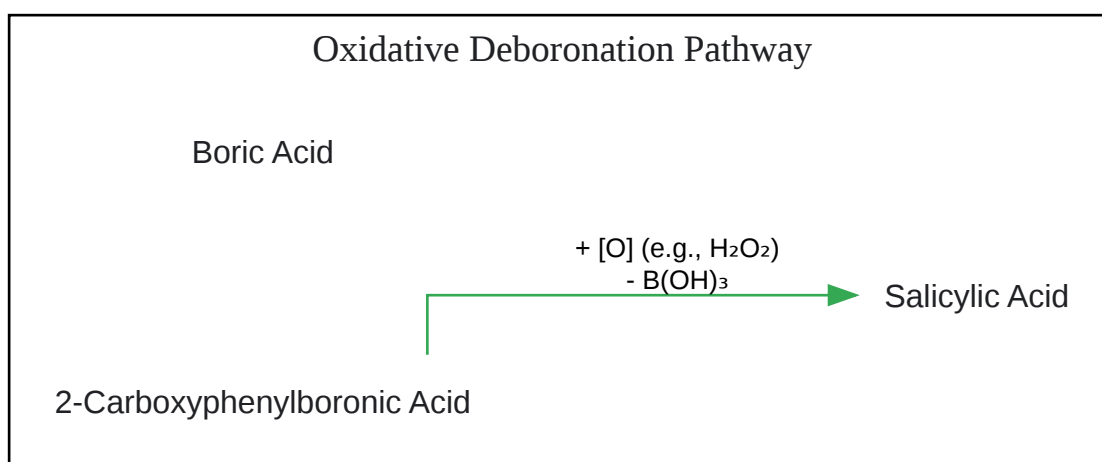 Oxidative Deboronation Pathway
Boric Acid
+ [O] (e.g., H₂O₂)
- B(OH)₃
Salicylic Acid
2-Carboxyphenylboronic Acid